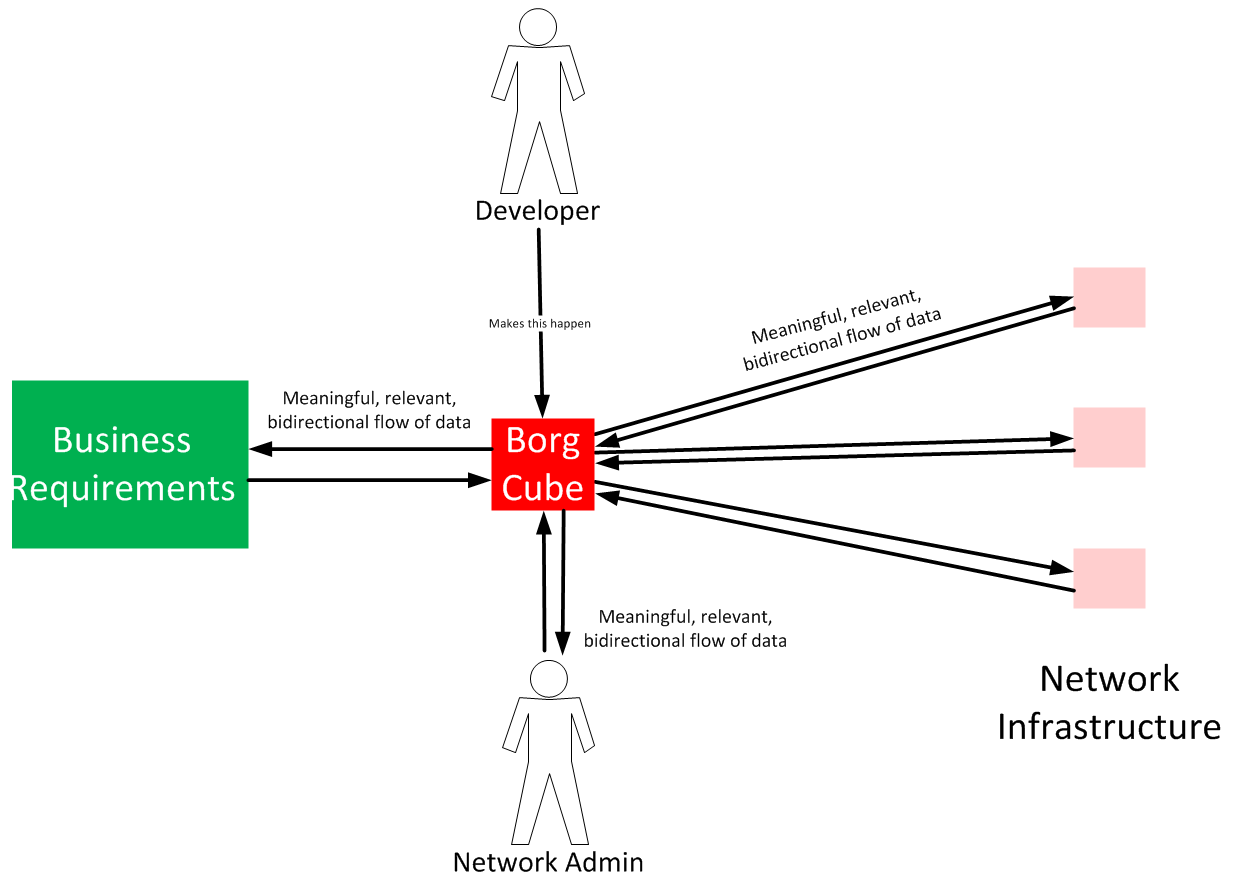 Developer
Makes this happen
Meaningful, relevant,
bidirectional flow of data
Meaningful, relevant,
bidirectional flow of data
Business
Requirements
Borg
Cube
Meaningful, relevant,
bidirectional flow of data
Network
Infrastructure
Network Admin